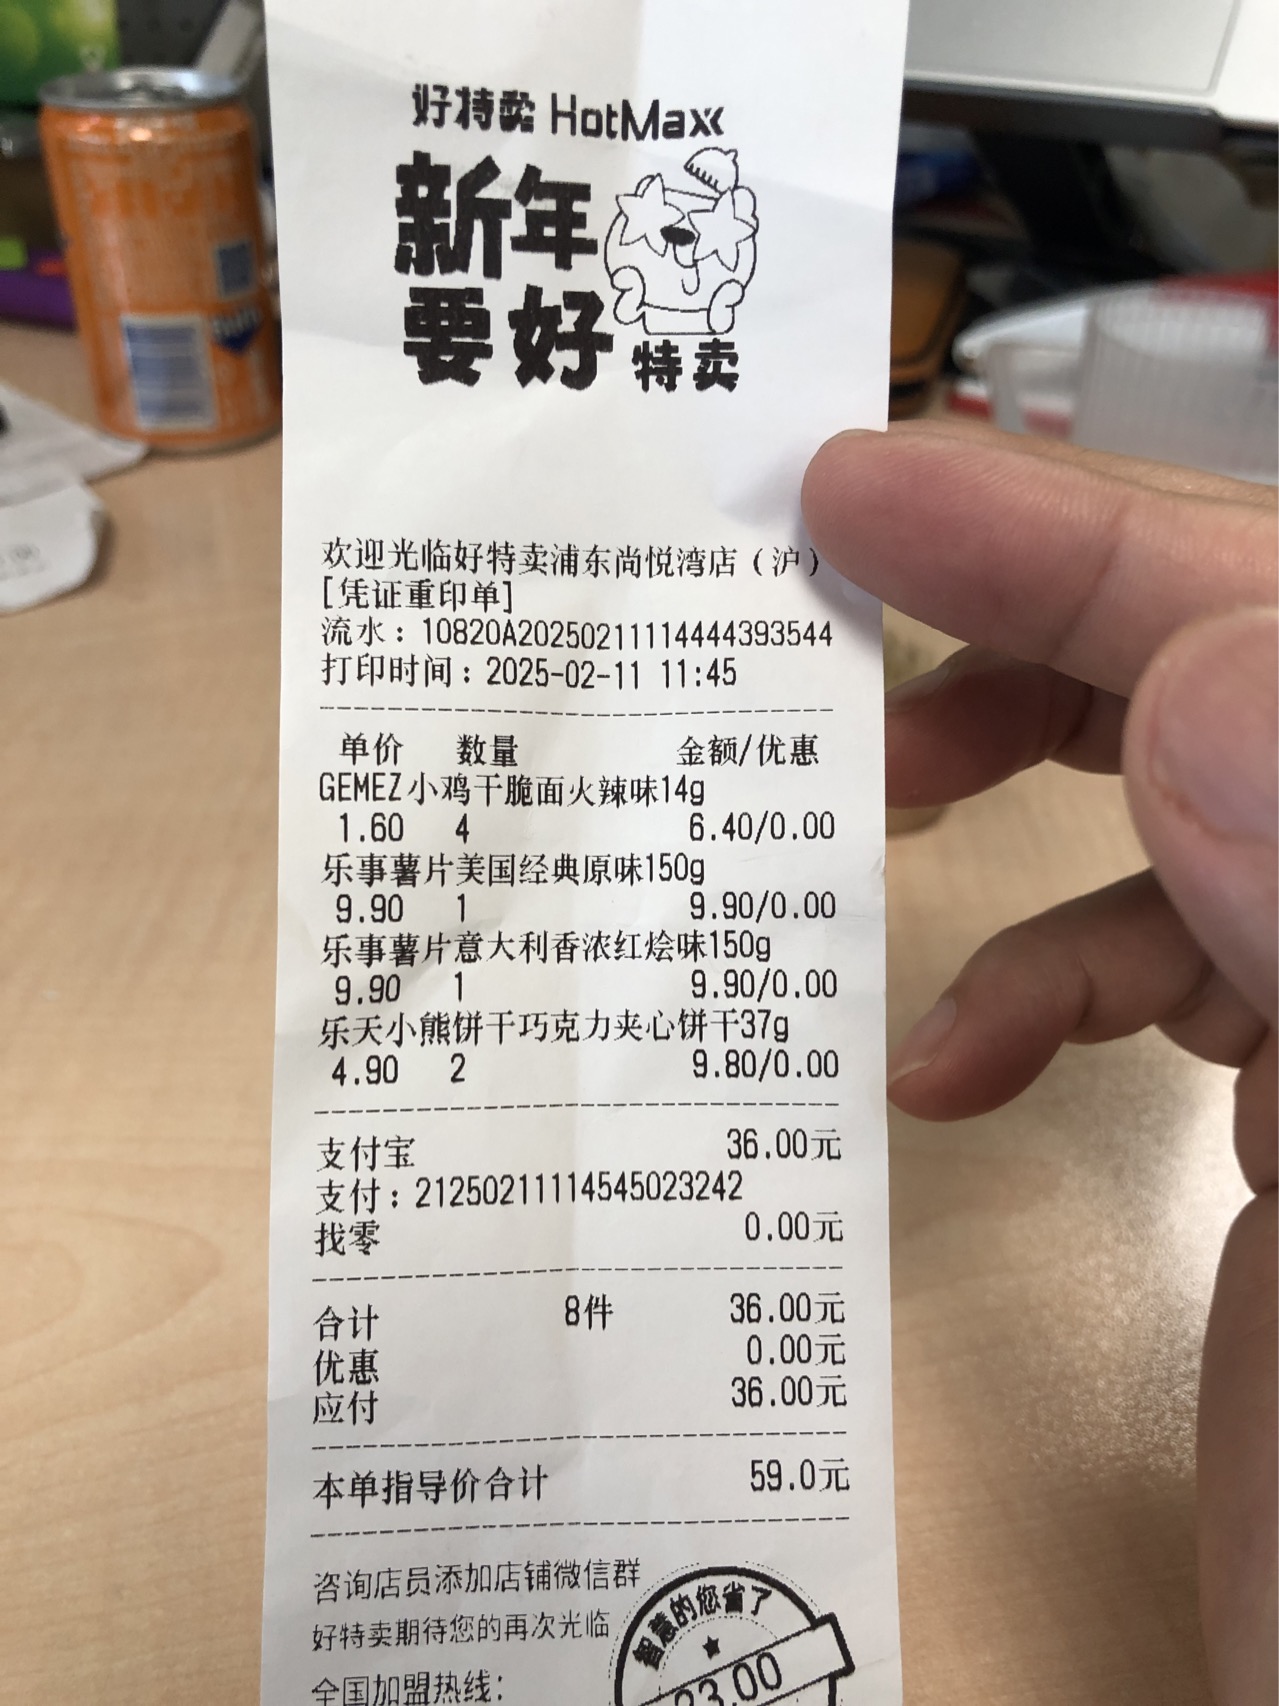 好特卖 HotMaxx
新年
要好
特卖
欢迎光临好特卖浦东尚悦湾店（沪）
[凭证重印单]
流水：10820A2025021111444393544
打印时间：2025-02-11 11:45
单价 数量 金额/优惠
GEMEZ小鸡干脆面火辣味14g
1.60 4 6.40/0.00
乐事薯片美国经典原味150g
9.90 1 9.90/0.00
乐事薯片意大利香浓红烩味150g
9.90 1 9.90/0.00
乐天小熊饼干巧克力夹心饼干37g
4.90 2 9.80/0.00
支付宝 36.00元
支付：21250211114545023242
找零 0.00元
合计 8件 36.00元
优惠 0.00元
应付 36.00元
本单指导价合计 59.0元
咨询店员添加店铺微信群
好特卖期待您的再次光临
全国加盟热线：
智慧的您省了
23.00